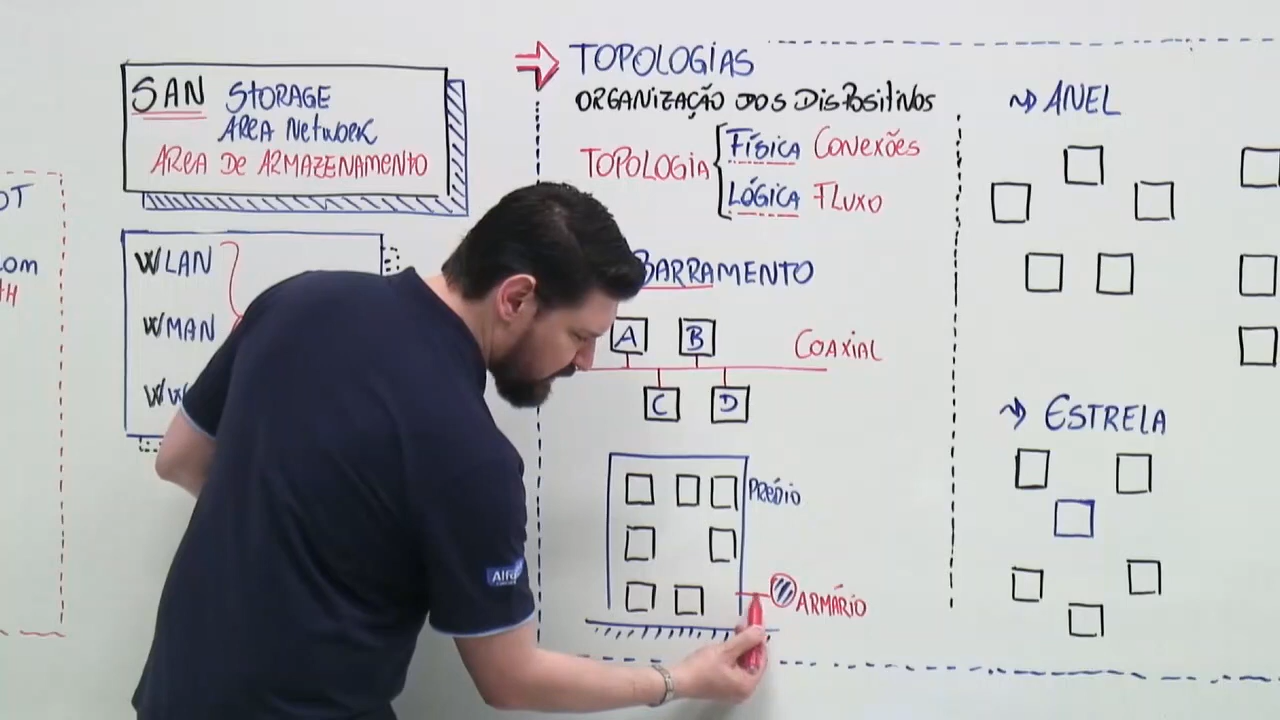 SAN STORAGE
AREA NETWORK
AREA DE ARMAZENAMENTO
WLAN
WMAN
TOPOLOGIAS
ORGANIZAÇÃO DOS DISPOSITIVOS
TOPOLOGIA
FÍSICA CONEXÕES
LÓGICA FLUXO
BARRAMENTO
A
B
COAXIAL
C
D
PRÉDIO
ARMÁRIO
ANEL
ESTRELA